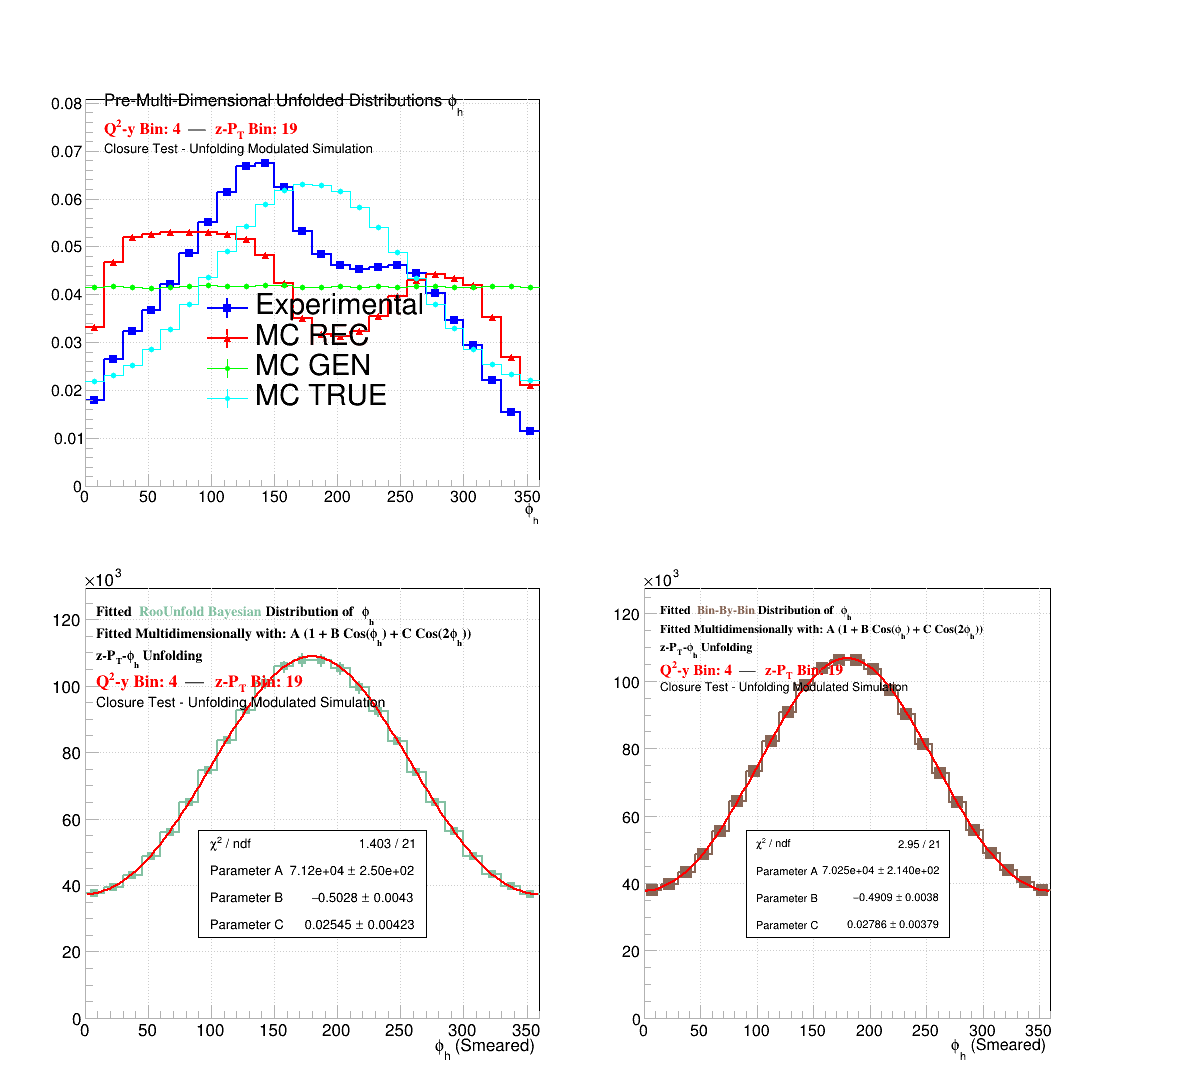 Pre-Multi-Dimensional Unfolded Distributions ϕh
Q2-y Bin: 4 — z-PT Bin: 19
Closure Test - Unfolding Modulated Simulation
0.08
0.07
0.06
0.05
0.04
0.03
0.02
0.01
0
Experimental
MC REC
MC GEN
MC TRUE
0 50 100 150 200 250 300 350
ϕh
×103
Fitted RooUnfold Bayesian Distribution of ϕh
Fitted Multidimensionally with: A (1 + B Cos(ϕh) + C Cos(2ϕh))
z-PT-ϕh Unfolding
Q2-y Bin: 4 — z-PT Bin: 19
Closure Test - Unfolding Modulated Simulation
120
100
80
60
40
20
0
χ2 / ndf 1.403 / 21
Parameter A 7.12e+04 ± 2.50e+02
Parameter B −0.5028 ± 0.0043
Parameter C 0.02545 ± 0.00423
0 50 100 150 200 250 300 350
ϕh (Smeared)
×103
Fitted Bin-By-Bin Distribution of ϕh
Fitted Multidimensionally with: A (1 + B Cos(ϕh) + C Cos(2ϕh))
z-PT-ϕh Unfolding
Q2-y Bin: 4 — z-PT Bin: 19
Closure Test - Unfolding Modulated Simulation
120
100
80
60
40
20
0
χ2 / ndf 2.95 / 21
Parameter A 7.025e+04 ± 2.140e+02
Parameter B −0.4909 ± 0.0038
Parameter C 0.02786 ± 0.00379
0 50 100 150 200 250 300 350
ϕh (Smeared)